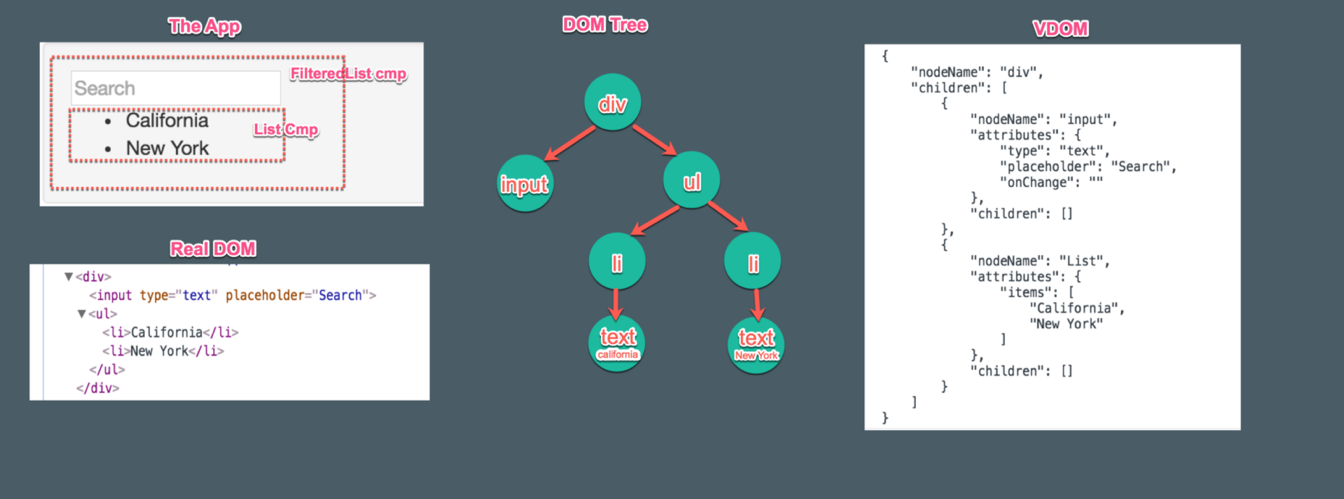 The App
FilteredList cmp
Search
California
List Cmp
New York
Real DOM
<div>
<input type="text" placeholder="Search">
<ul>
<li>California</li>
<li>New York</li>
</ul>
</div>
DOM Tree
div
input
ul
li
li
text
california
text
New York
VDOM
{
"nodeName": "div",
"children": [
{
"nodeName": "input",
"attributes": {
"type": "text",
"placeholder": "Search",
"onChange": ""
},
"children": []
},
{
"nodeName": "List",
"attributes": {
"items": [
"California",
"New York"
]
},
"children": []
}
]
}